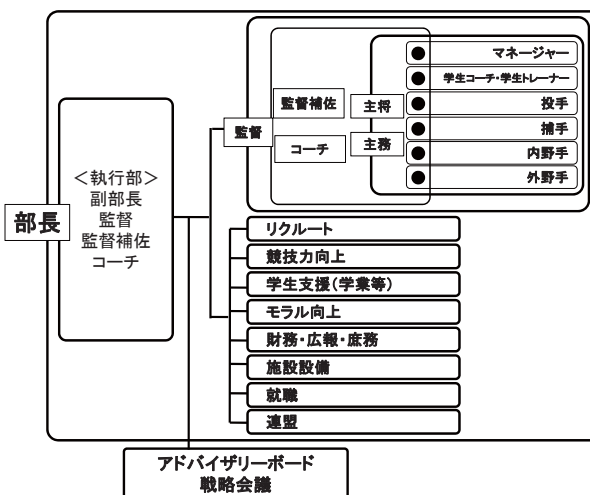 部長
＜執行部＞
副部長
監督
監督補佐
コーチ
監督
監督補佐
コーチ
主将
主務
マネージャー
学生コーチ・学生トレーナー
投手
捕手
内野手
外野手
リクルート
競技力向上
学生支援(学業等)
モラル向上
財務・広報・庶務
施設設備
就職
連盟
アドバイザリーボード
戦略会議